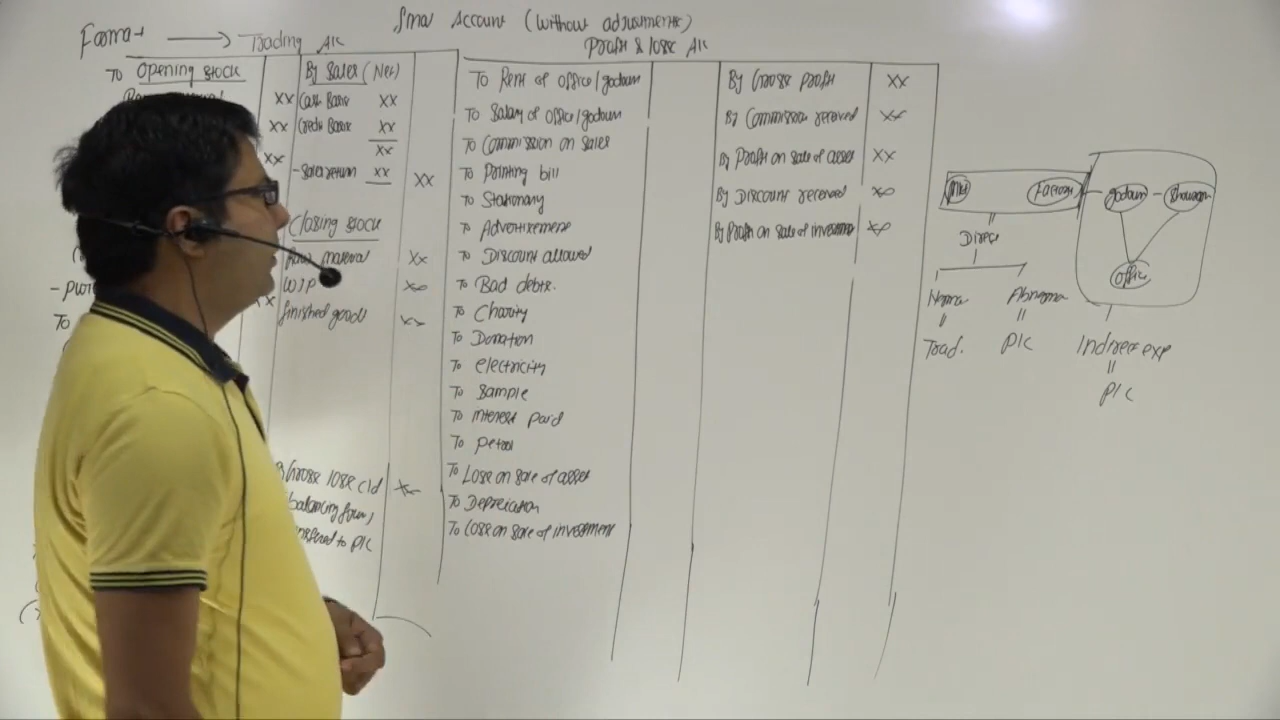 Final Account (without adjustments)
Format → Trading A/c
Profit & loss A/c
To Opening stock
By Sales (Net)
xx Cash Sales xx
xx Credit Sales xx
xx
xx
- Sales return xx xx
Closing stock
Raw material xx
WIP xx
xx
finished goods xx
To
Gross loss c/d xx
balancing
to P/L
To Rent of office/godown
To Salary of office/godown
To Commission on sales
To Printing bill
To Stationary
To Advertisement
To Discount allowed
To Bad debts.
To Charity
To Donation
To electricity
To Sample
To Interest paid
To petrol
To Loss on sale of asset
To Depreciation
To Loss on sale of investment
By Gross profit xx
By Commission received xx
By Profit on sale of asset xx
By Discount received xx
By Profit on sale of investment xx
Factory godown - Showroom
Office
Direct
Normal Abnormal
Trad. P/L
Indirect exp
P/L